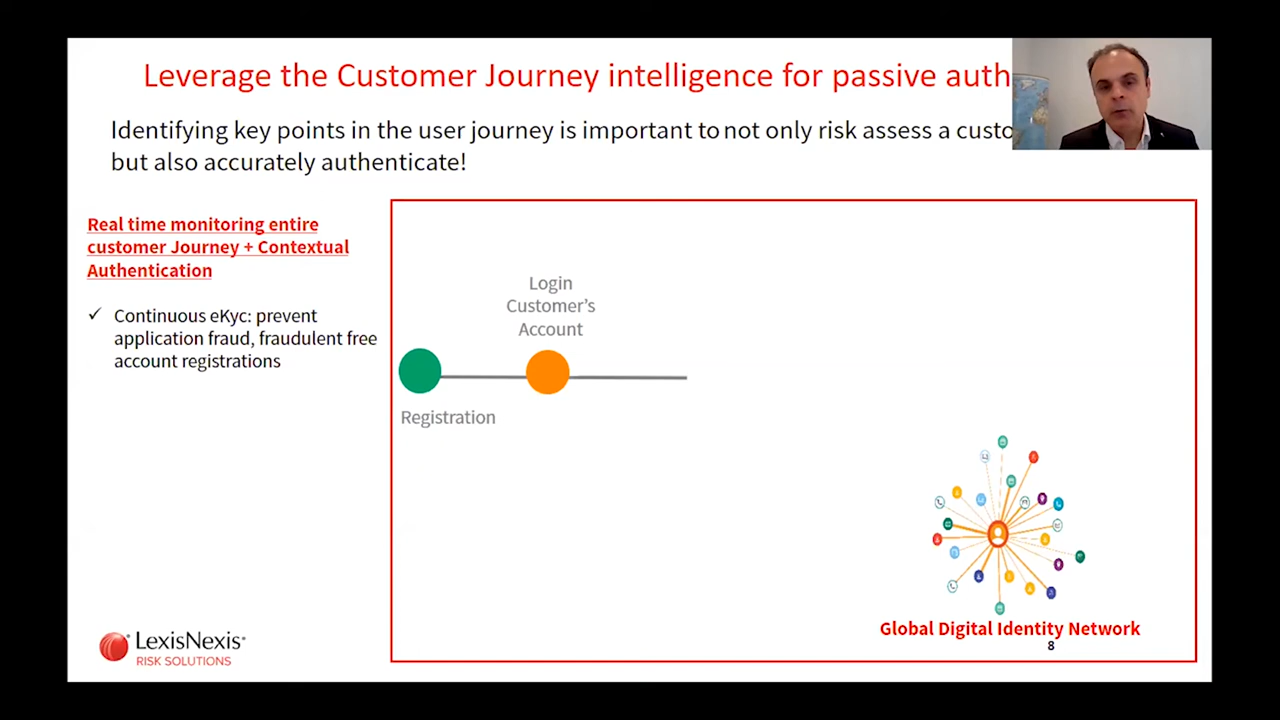 Leverage the Customer Journey intelligence for passive auth
Identifying key points in the user journey is important to not only risk assess a custo
but also accurately authenticate!
Real time monitoring entire
customer Journey + Contextual
Authentication
✓ Continuous eKyc: prevent
application fraud, fraudulent free
account registrations
Login
Customer's
Account
Registration
Global Digital Identity Network
8
LexisNexis
RISK SOLUTIONS